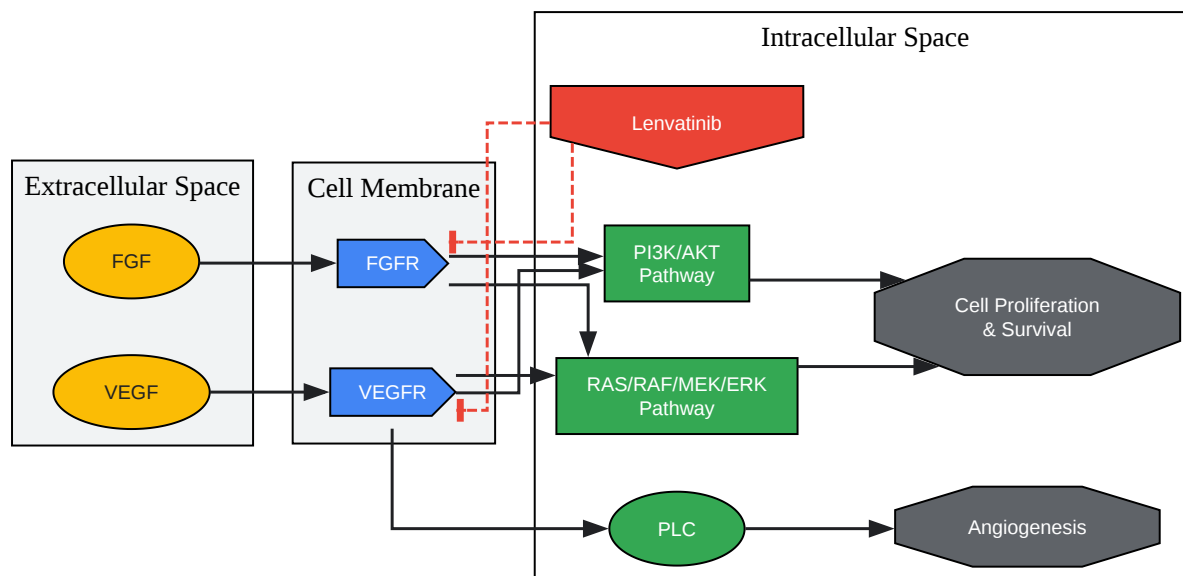 Intracellular Space
Lenvatinib
Extracellular Space
Cell Membrane
FGF
FGFR
PI3K/AKT
Pathway
Cell Proliferation
& Survival
VEGF
VEGFR
RAS/RAF/MEK/ERK
Pathway
PLC
Angiogenesis